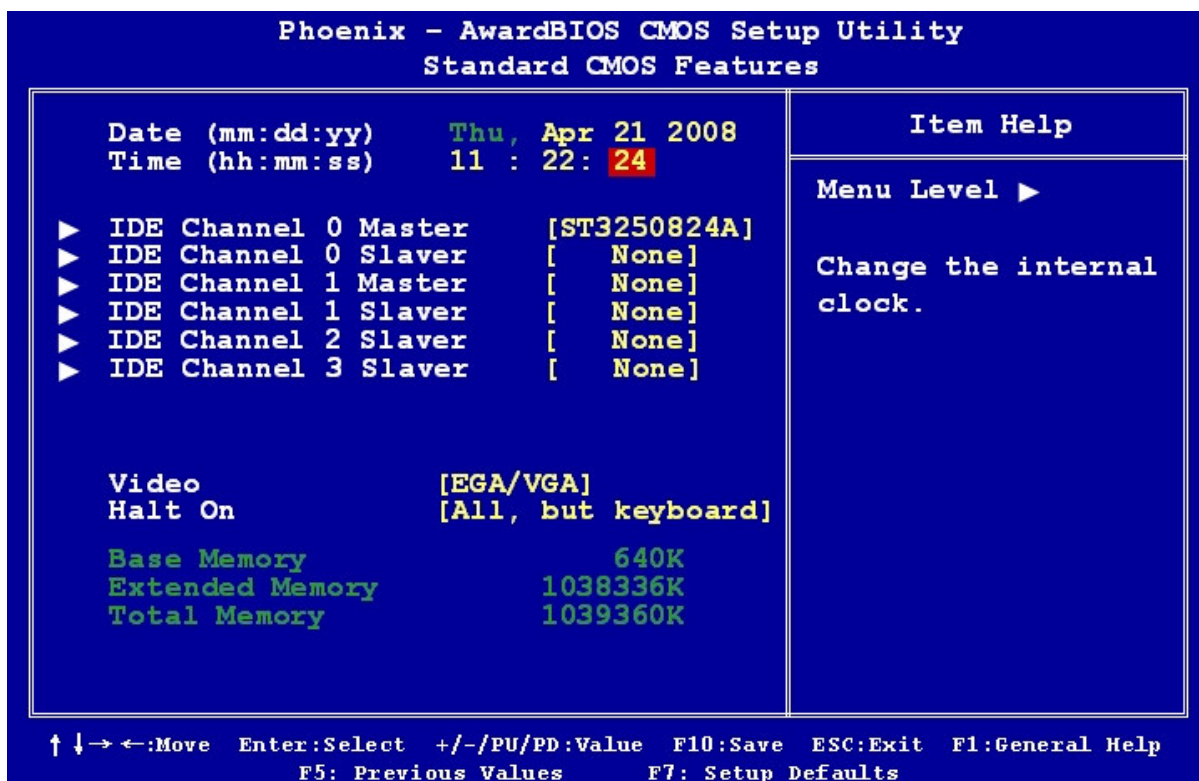 Phoenix – AwardBIOS CMOS Setup Utility
Standard CMOS Features
Date (mm:dd:yy) Thu, Apr 21 2008
Time (hh:mm:ss) 11 : 22: 24
▶ IDE Channel 0 Master [ST3250824A]
▶ IDE Channel 0 Slaver [ None]
▶ IDE Channel 1 Master [ None]
▶ IDE Channel 1 Slaver [ None]
▶ IDE Channel 2 Slaver [ None]
▶ IDE Channel 3 Slaver [ None]
Video [EGA/VGA]
Halt On [All, but keyboard]
Base Memory 640K
Extended Memory 1038336K
Total Memory 1039360K
Item Help
Menu Level ▶
Change the internal
clock.
↑↓→←:Move Enter:Select +/-/PU/PD:Value F10:Save ESC:Exit F1:General Help
F5: Previous Values F7: Setup Defaults